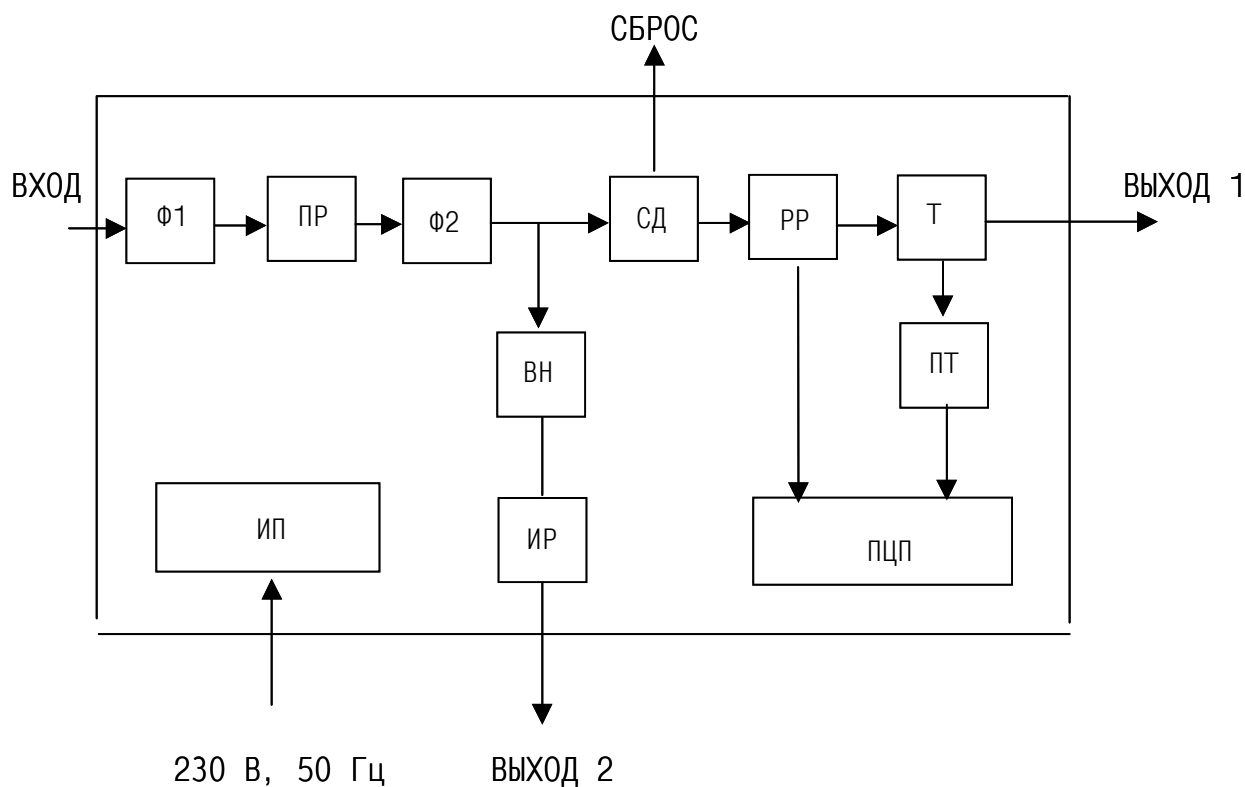 СБРОС
ВХОД
ВЫХОД 1
Ф1
ПР
Ф2
СД
РР
Т
ВН
ПТ
ИП
ИР
ПЦП
230 В, 50 Гц
ВЫХОД 2